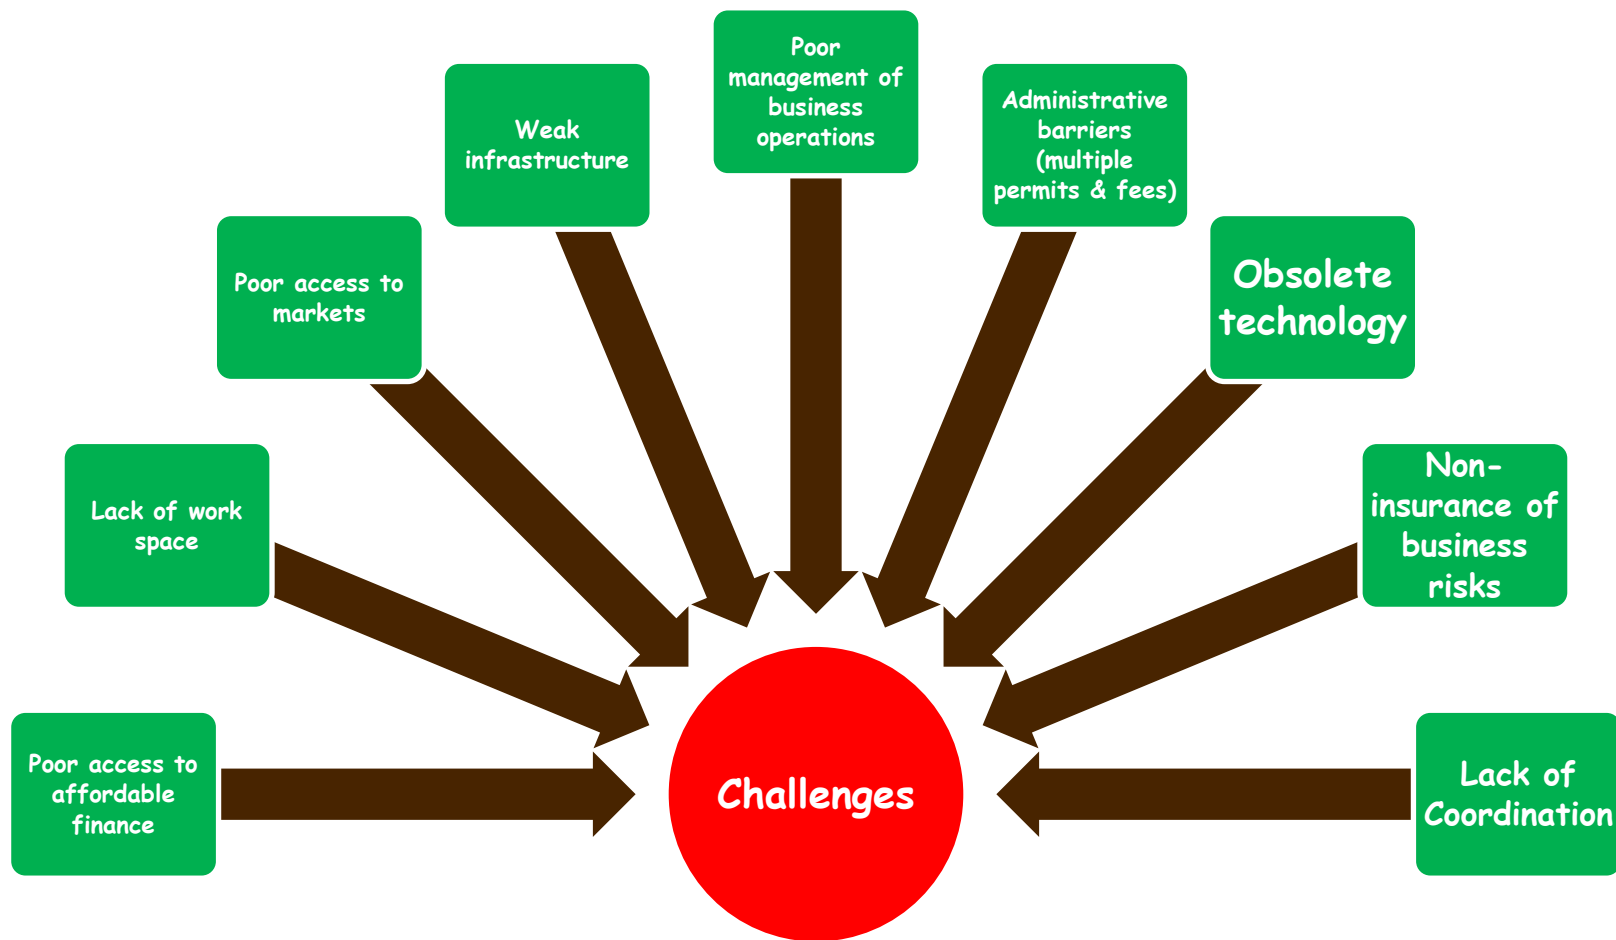 Poor access to
affordable
finance
Lack of work
space
Poor access to
markets
Weak
infrastructure
Poor
management of
business
operations
Administrative
barriers
(multiple
permits & fees)
Obsolete
technology
Non-
insurance of
business
risks
Lack of
Coordination
Challenges